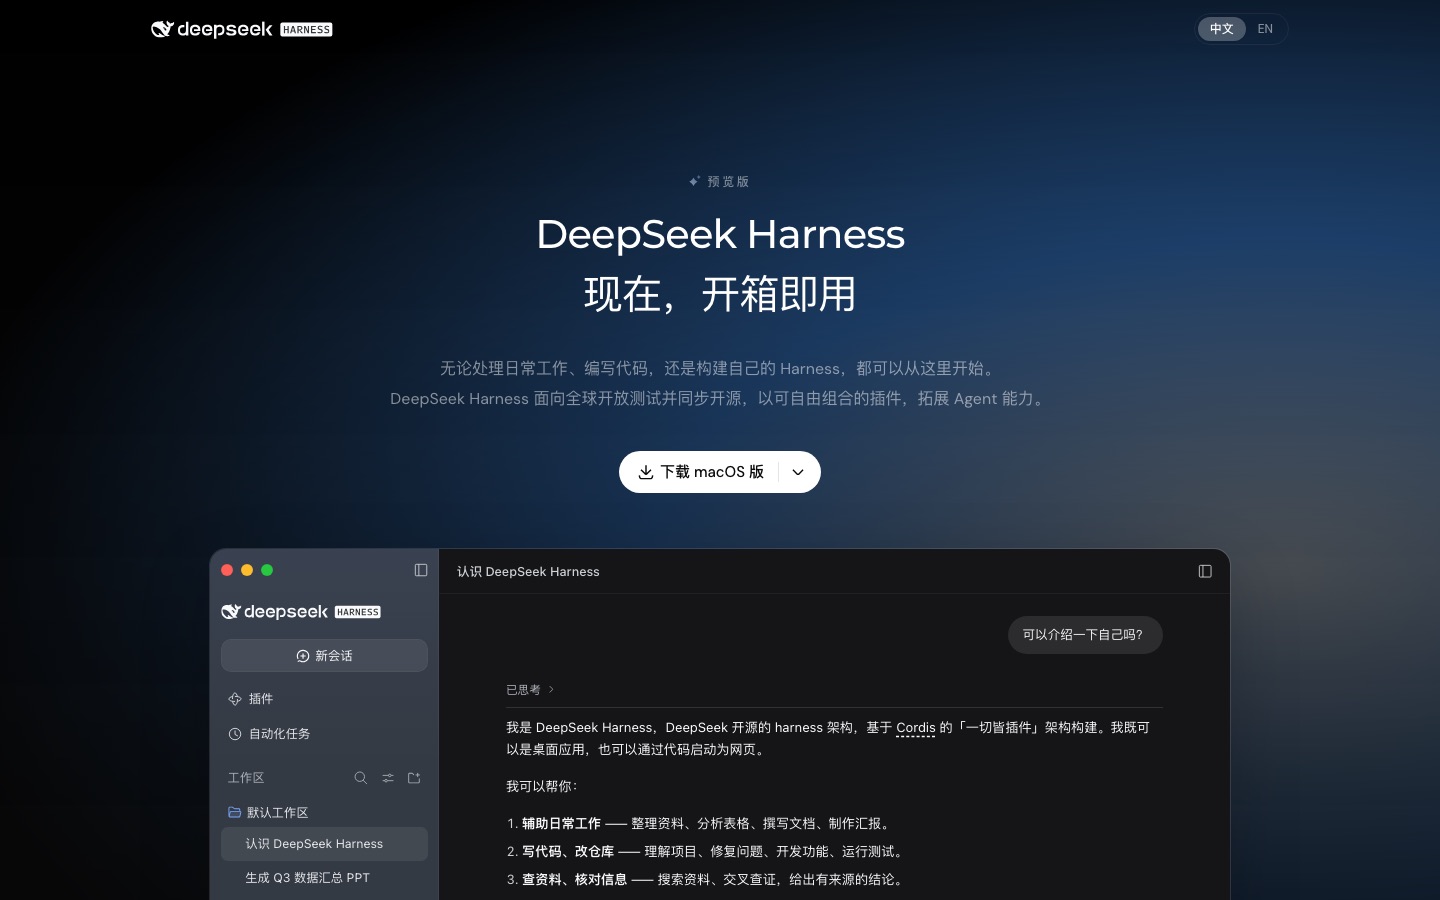 deepseek HARNESS
中文 EN
预览版
DeepSeek Harness
现在，开箱即用
无论处理日常工作、编写代码，还是构建自己的 Harness，都可以从这里开始。
DeepSeek Harness 面向全球开放测试并同步开源，以可自由组合的插件，拓展 Agent 能力。
下载 macOS 版
deepseek HARNESS
新会话
插件
自动化任务
工作区
默认工作区
认识 DeepSeek Harness
生成 Q3 数据汇总 PPT
认识 DeepSeek Harness
可以介绍一下自己吗？
已思考
我是 DeepSeek Harness，DeepSeek 开源的 harness 架构，基于 Cordis 的「一切皆插件」架构构建。我既可
以是桌面应用，也可以通过代码启动为网页。
我可以帮你：
1. 辅助日常工作 —— 整理资料、分析表格、撰写文档、制作汇报。
2. 写代码、改仓库 —— 理解项目、修复问题、开发功能、运行测试。
3. 查资料、核对信息 —— 搜索资料、交叉查证，给出有来源的结论。